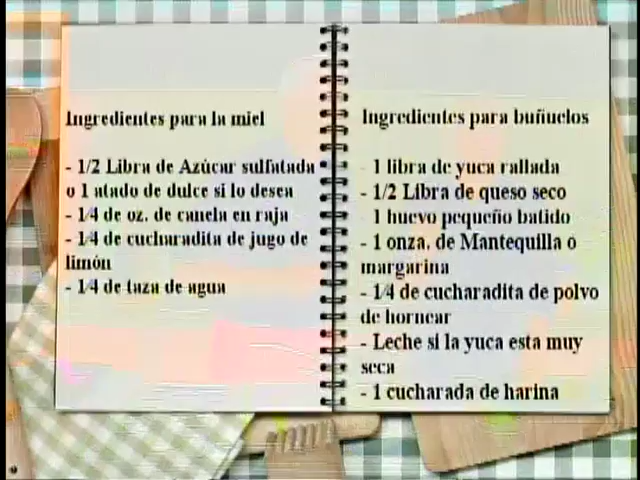 Ingredientes para la miel
- 1/2 Libra de Azúcar sulfatada
o 1 atado de dulce si lo desea
- 1/4 de oz. de canela en raja
- 1/4 de cucharadita de jugo de
limón
- 1/4 de taza de agua
Ingredientes para buñuelos
- 1 libra de yuca rallada
- 1/2 Libra de queso seco
1 huevo pequeño batido
- 1 onza. de Mantequilla o
margarina
- 1/4 de cucharadita de polvo
de hornear
- Leche si la yuca esta muy
seca
- 1 cucharada de harina